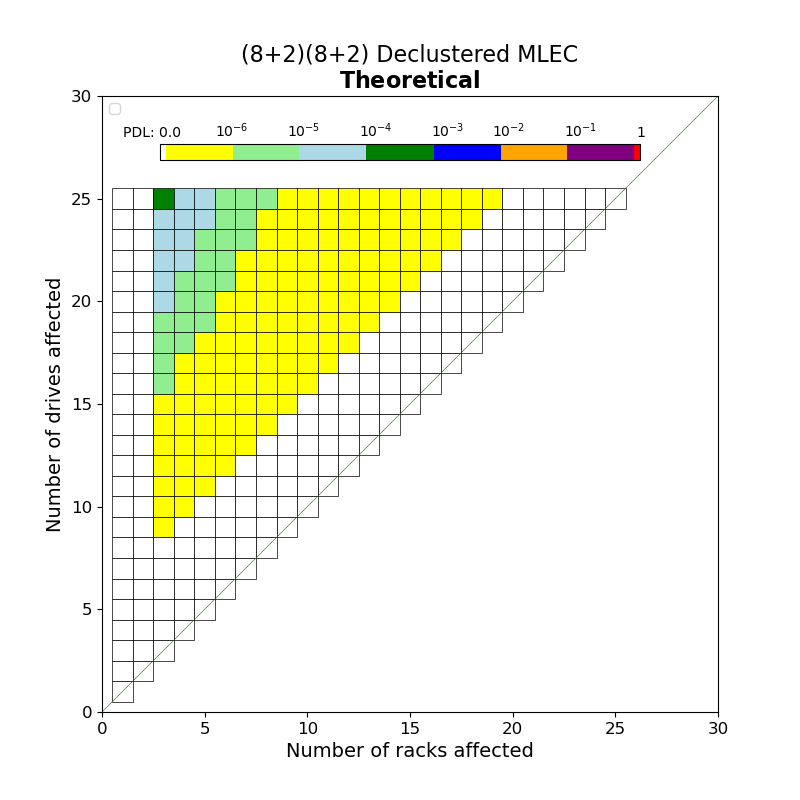 (8+2)(8+2) Declustered MLEC
Theoretical
30
PDL: 0.0 10⁻⁶ 10⁻⁵ 10⁻⁴ 10⁻³ 10⁻² 10⁻¹ 1
25
20
15
10
5
0
Number of drives affected
0 5 10 15 20 25 30
Number of racks affected